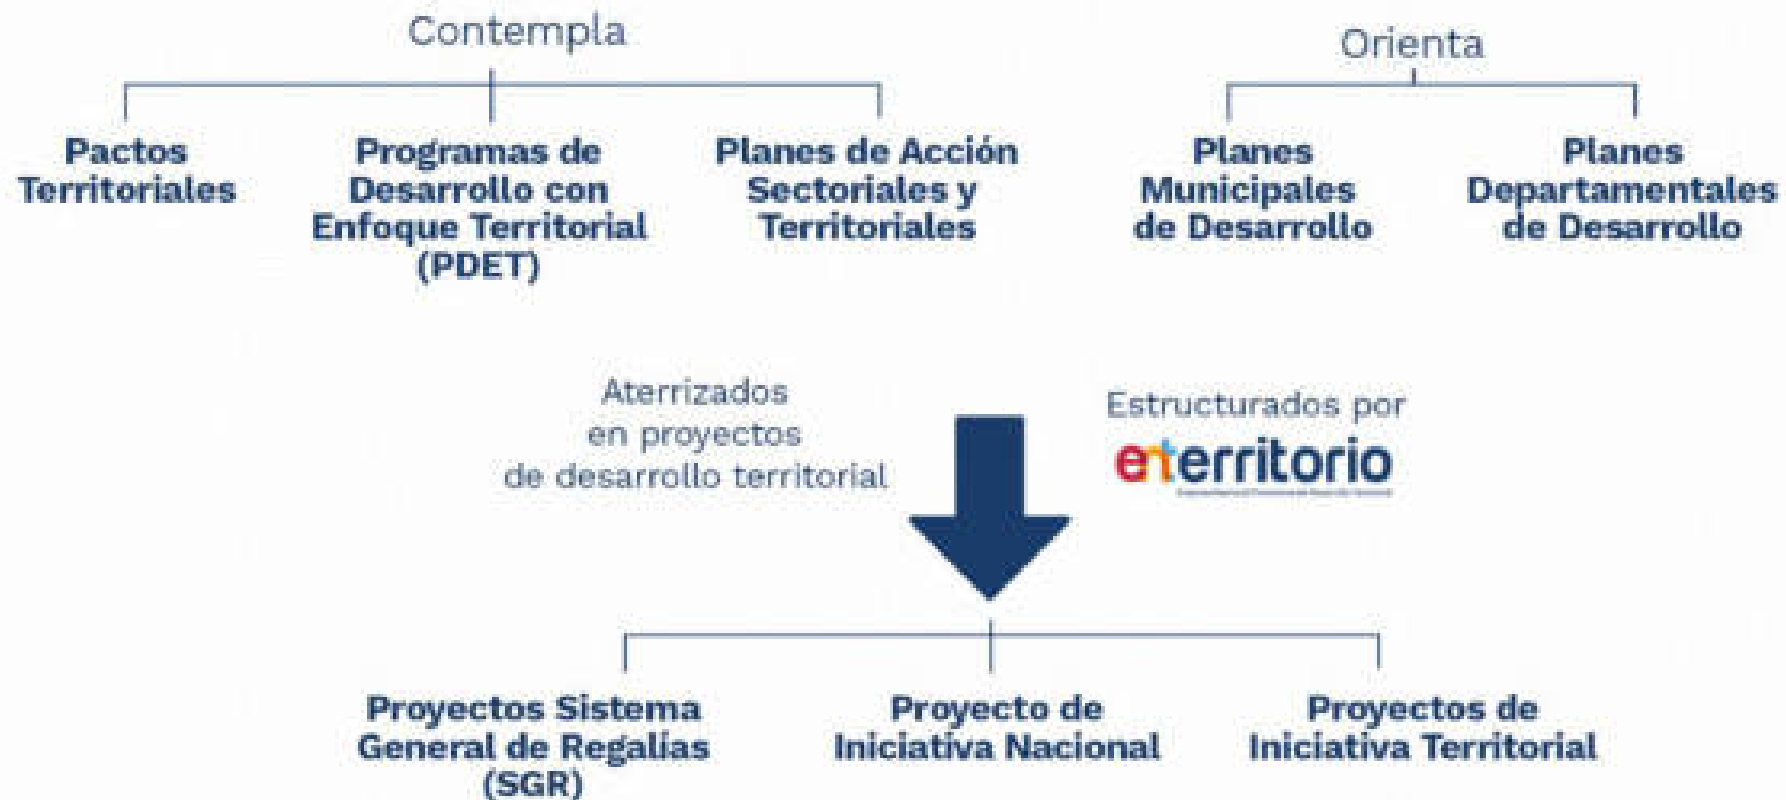 Contempla
Pactos
Territoriales
Programas de
Desarrollo con
Enfoque Territorial
(PDET)
Planes de Acción
Sectoriales y
Territoriales
Orienta
Planes
Municipales
de Desarrollo
Planes
Departamentales
de Desarrollo
Aterrizados
en proyectos
de desarrollo territorial
Estructurados por
enterritorio
Proyectos Sistema
General de Regalías
(SGR)
Proyecto de
Iniciativa Nacional
Proyectos de
Iniciativa Territorial